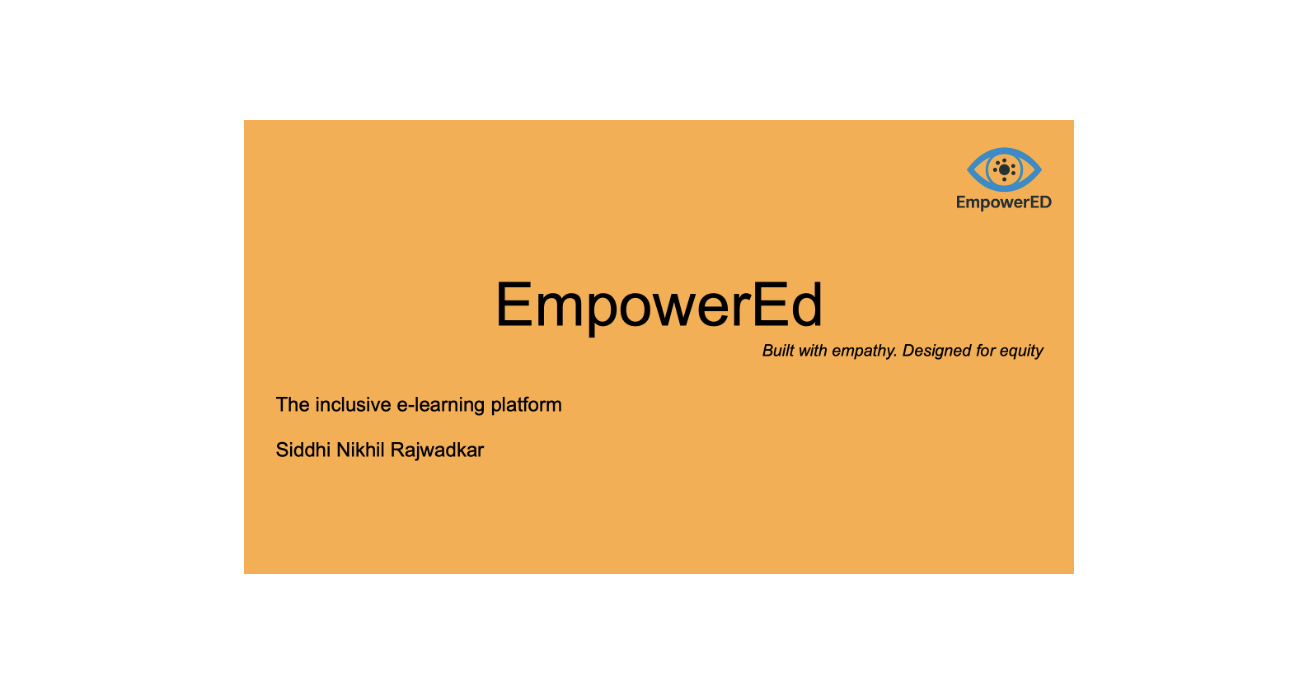 EmpowerED
EmpowerEd
Built with empathy. Designed for equity
The inclusive e-learning platform
Siddhi Nikhil Rajwadkar